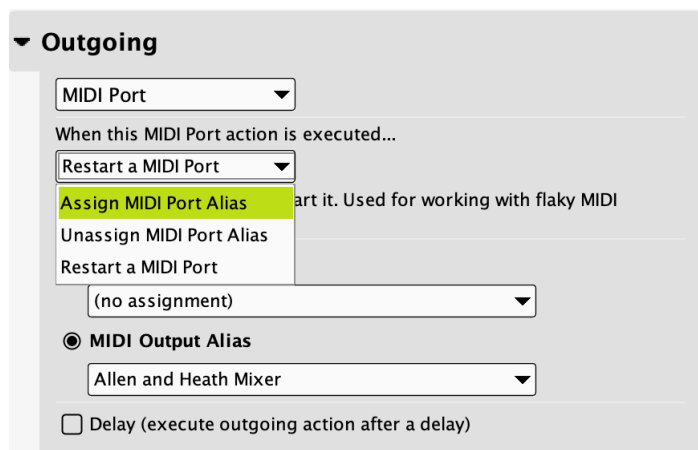 Outgoing
MIDI Port
When this MIDI Port action is executed...
Restart a MIDI Port
Assign MIDI Port Alias
art it. Used for working with flaky MIDI
Unassign MIDI Port Alias
Restart a MIDI Port
(no assignment)
MIDI Output Alias
Allen and Heath Mixer
Delay (execute outgoing action after a delay)